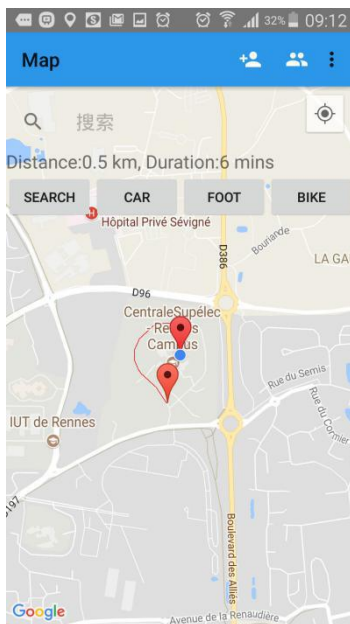 32% 09:12
Map
搜索
Distance:0.5 km, Duration:6 mins
SEARCH CAR FOOT BIKE
Hôpital Privé Sévigné
D386
Bouriande
LA GA
D96
CentraleSupélec
- Rennes
Campus
Rue du Semis
Rue du Cormier
IUT de Rennes
D197
Boulevard des Alliés
Google
Avenue de la Renaudière